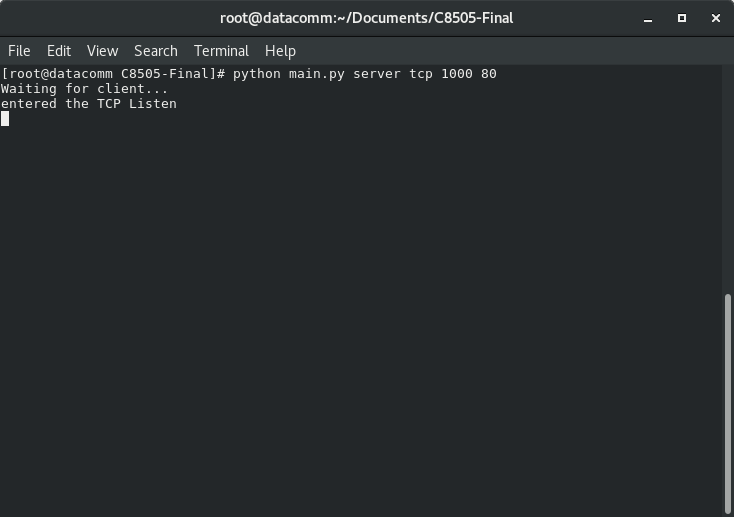 root@datacomm:~/Documents/C8505-Final
File Edit View Search Terminal Help
[root@datacomm C8505-Final]# python main.py server tcp 1000 80
Waiting for client...
entered the TCP Listen